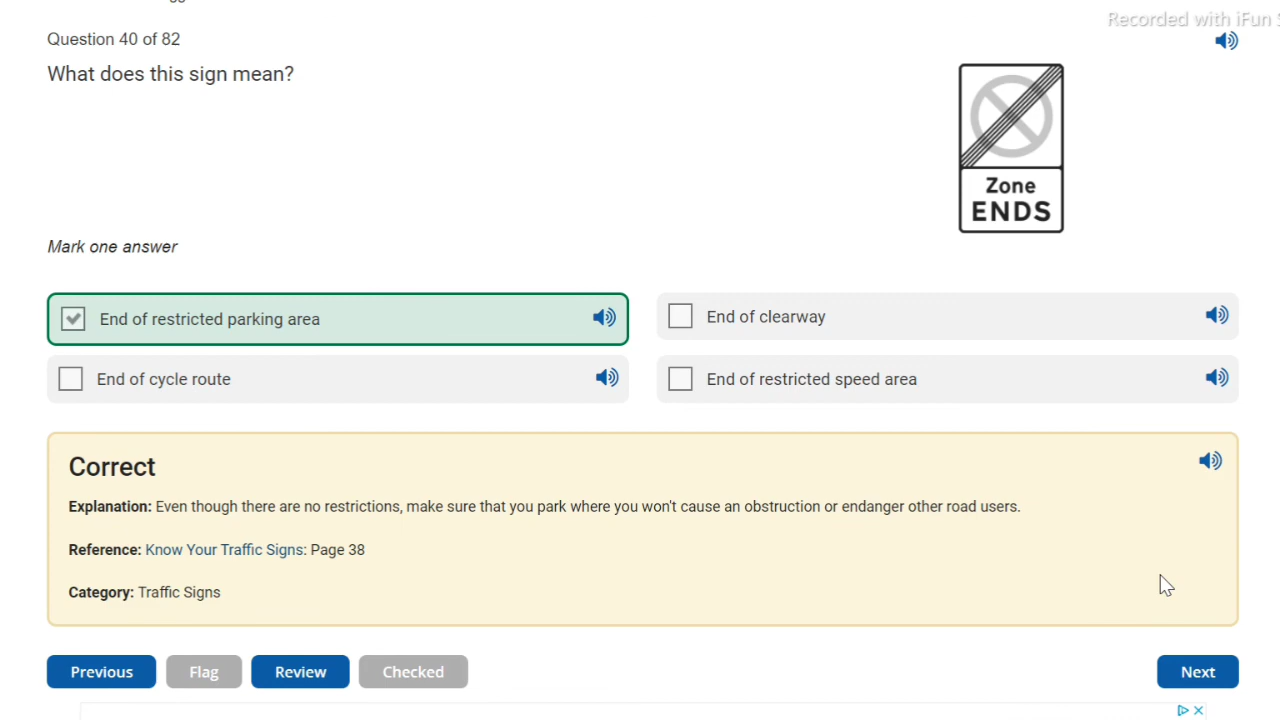 Recorded with iFun
Question 40 of 82
What does this sign mean?
Zone
ENDS
Mark one answer
End of restricted parking area
End of clearway
End of cycle route
End of restricted speed area
Correct
Explanation: Even though there are no restrictions, make sure that you park where you won't cause an obstruction or endanger other road users.
Reference: Know Your Traffic Signs: Page 38
Category: Traffic Signs
Previous
Flag
Review
Checked
Next